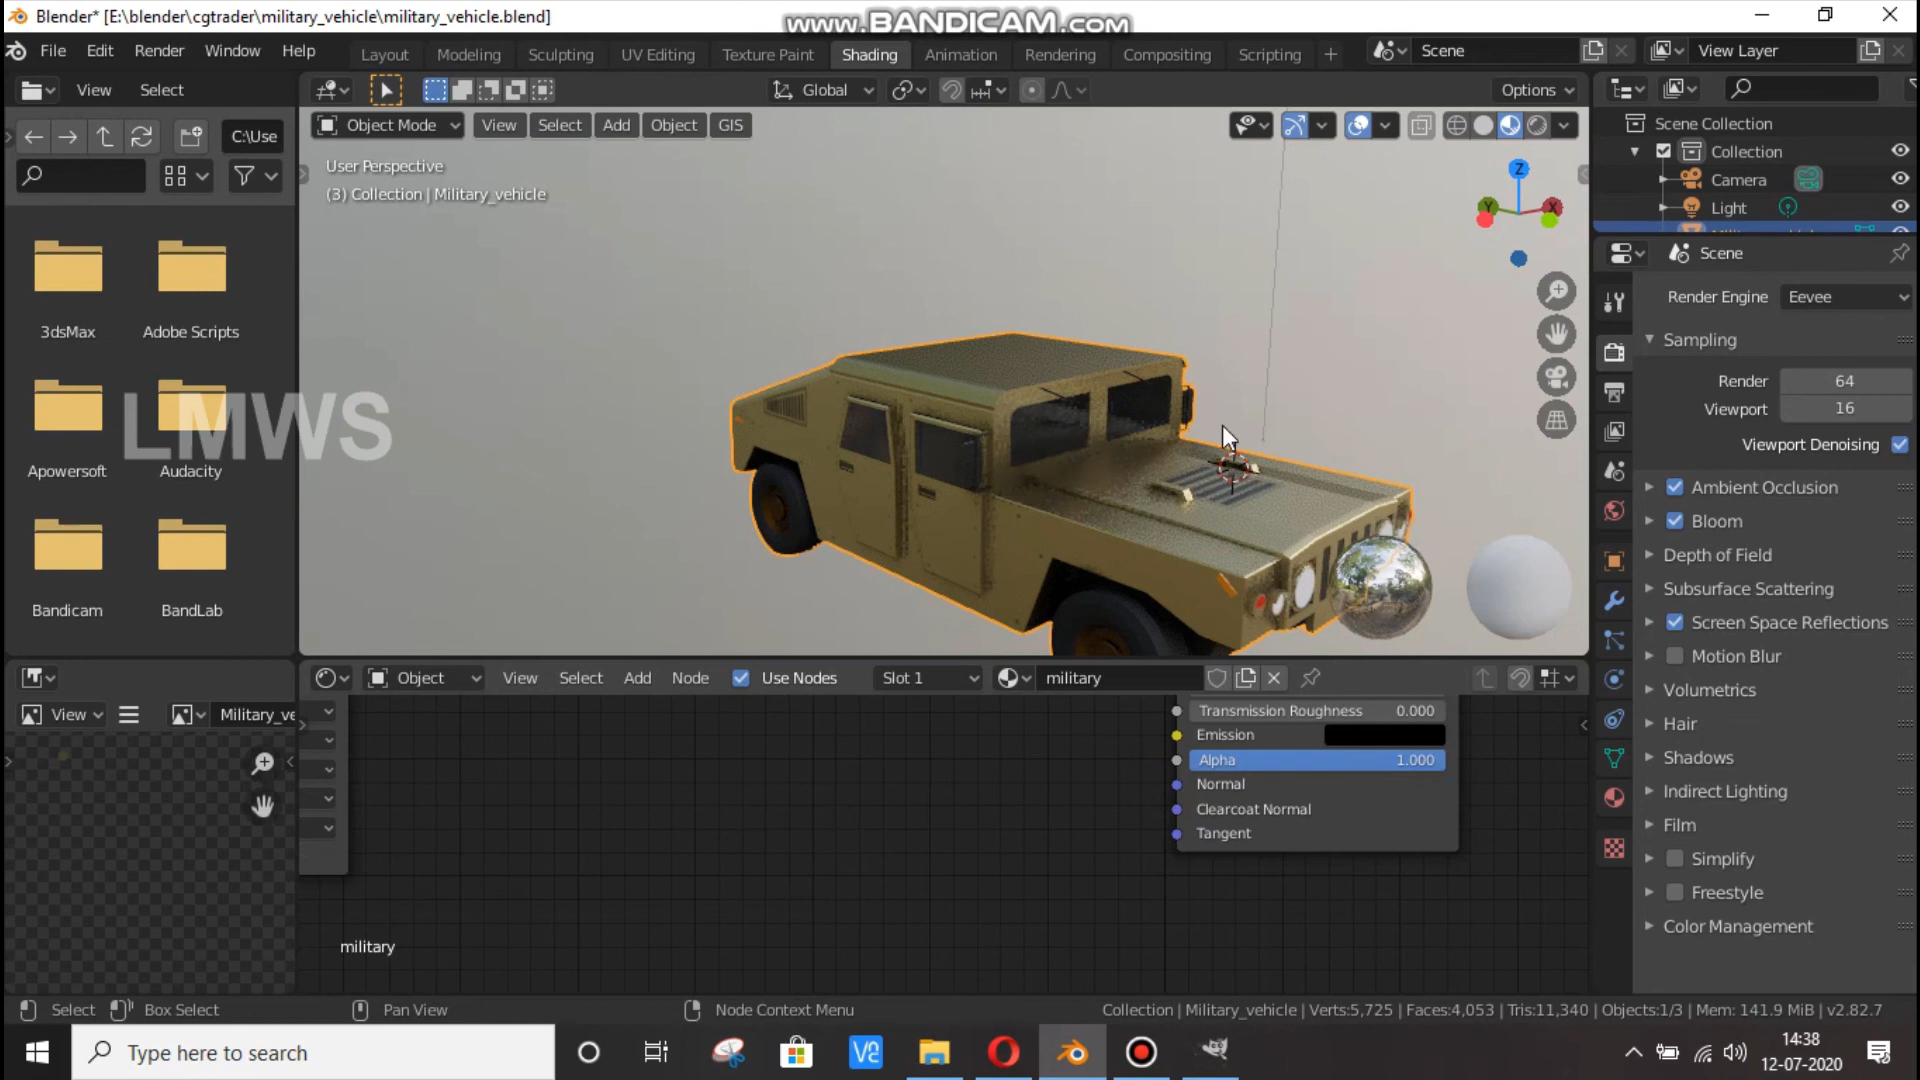 Blender* [E:\blender\cgtrader\military_vehicle\military_vehicle.blend]
www.BANDICAM.com
File Edit Render Window Help
Layout Modeling Sculpting UV Editing Texture Paint Shading Animation Rendering Compositing Scripting +
Scene
View Layer
View Select
Global
Options
C:\Use
Object Mode View Select Add Object GIS
User Perspective
(3) Collection | Military_vehicle
Z
Y
X
Scene Collection
Collection
Camera
Light
Scene
Render Engine Eevee
Sampling
Render 64
Viewport 16
Viewport Denoising
Ambient Occlusion
Bloom
Depth of Field
Subsurface Scattering
Screen Space Reflections
Motion Blur
Volumetrics
Hair
Shadows
Indirect Lighting
Film
Simplify
Freestyle
Color Management
3dsMax Adobe Scripts
LMWS
Apowersoft Audacity
Bandicam BandLab
View
Military_ve
Object View Select Add Node Use Nodes Slot 1 military
Transmission Roughness 0.000
Emission
Alpha 1.000
Normal
Clearcoat Normal
Tangent
military
Select Box Select Pan View Node Context Menu
Collection | Military_vehicle | Verts:5,725 | Faces:4,053 | Tris:11,340 | Objects:1/3 | Mem: 141.9 MiB | v2.82.7
Type here to search
14:38
12-07-2020